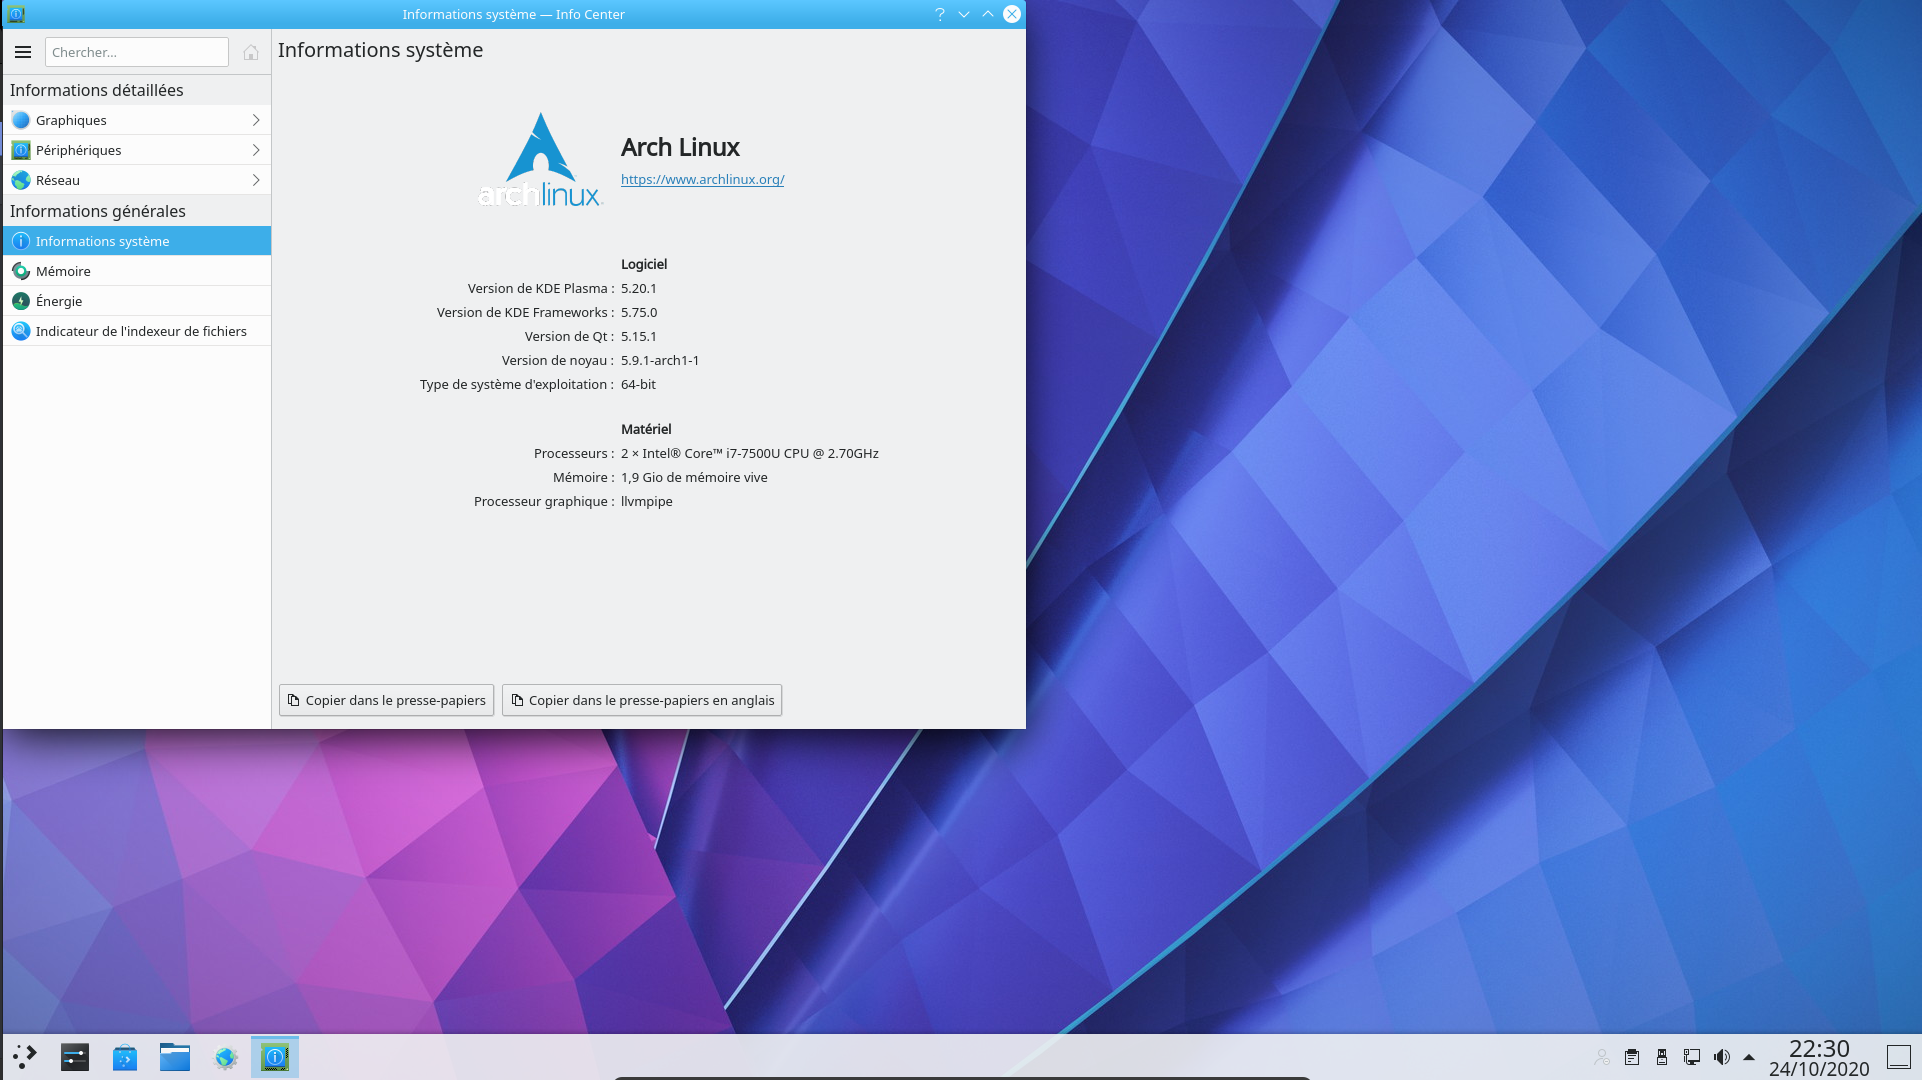 Informations système — Info Center
Chercher...
Informations système
Informations détaillées
Graphiques
Périphériques
Réseau
Informations générales
Informations système
Mémoire
Énergie
Indicateur de l'indexeur de fichiers
archlinux
Arch Linux
https://www.archlinux.org/
Logiciel
Version de KDE Plasma : 5.20.1
Version de KDE Frameworks : 5.75.0
Version de Qt : 5.15.1
Version de noyau : 5.9.1-arch1-1
Type de système d'exploitation : 64-bit
Matériel
Processeurs : 2 × Intel® Core™ i7-7500U CPU @ 2.70GHz
Mémoire : 1,9 Gio de mémoire vive
Processeur graphique : llvmpipe
Copier dans le presse-papiers
Copier dans le presse-papiers en anglais
22:30
24/10/2020